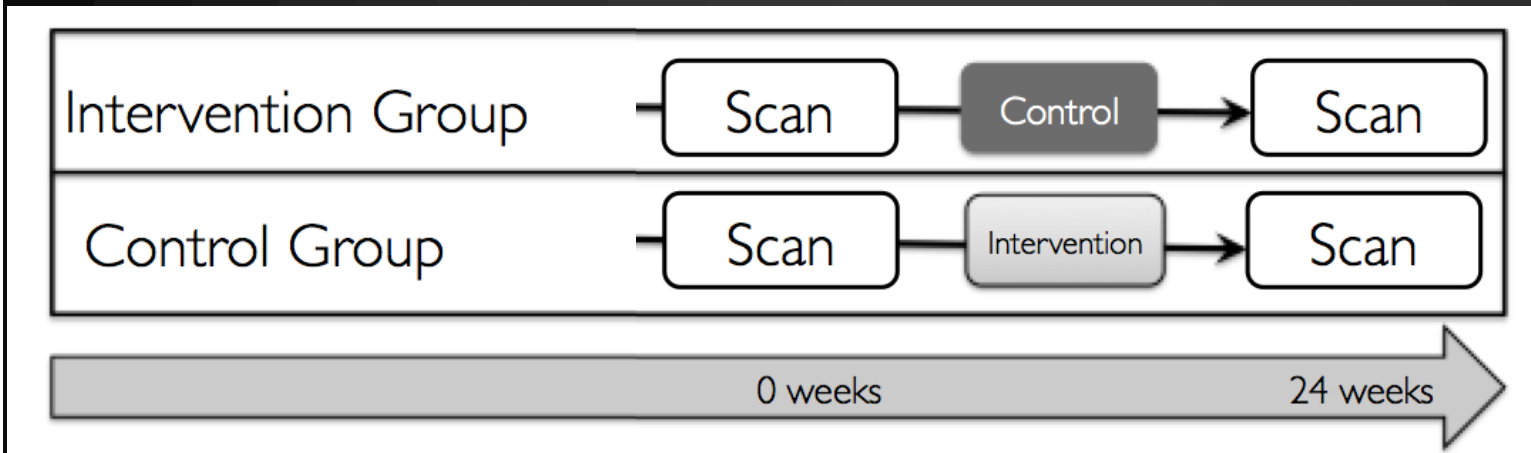 Intervention Group Scan Control Scan
Control Group Scan Intervention Scan
0 weeks 24 weeks